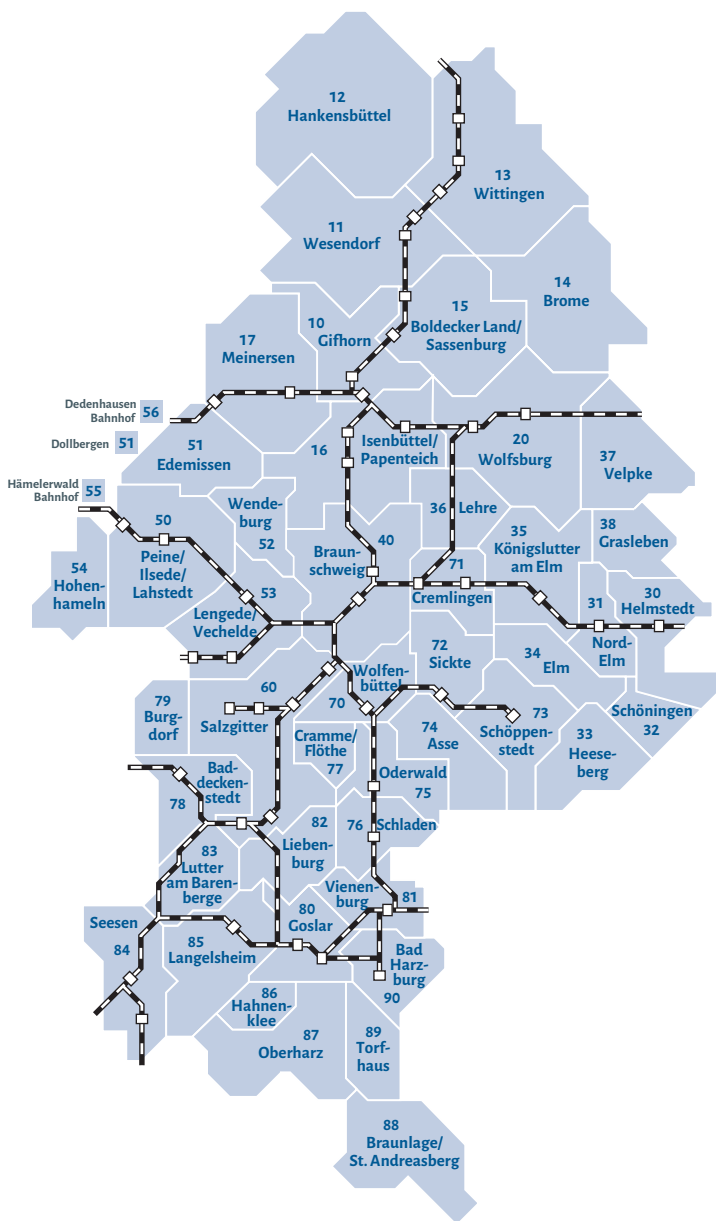 12
Hankensbüttel
13
Wittingen
11
Wesendorf
14
Brome
15
Boldecker Land/
Sassenburg
10
Gifhorn
17
Meinersen
Dedenhausen
Bahnhof
56
Dollbergen
51
51
Edemissen
16
Isenbüttel/
Papenteich
20
Wolfsburg
37
Velpke
Hämelerwald
Bahnhof
55
50
Peine/
Ilsede/
Lahstedt
Wende-
burg
52
36
Lehre
35
Königslutter
am Elm
38
Grasleben
54
Hohen-
hameln
40
Braun-
schweig
71
Cremlingen
53
Lengede/
Vechelde
31
Nord-
Elm
30
Helmstedt
72
Sickte
34
Elm
Wolfen-
büttel
70
60
Salzgitter
79
Burg-
dorf
Schöningen
32
73
Schöppen-
stedt
33
Heese-
berg
74
Asse
Cramme/
Flöthe
77
Oderwald
75
Bad-
decken-
stedt
78
82
Lieben-
burg
76
Schladen
83
Lutter
am Baren-
berge
Vienen-
burg
81
Seesen
84
85
Langelsheim
80
Goslar
Bad
Harz-
burg
90
86
Hahnen-
klee
87
Oberharz
89
Torf-
haus
88
Braunlage/
St. Andreasberg